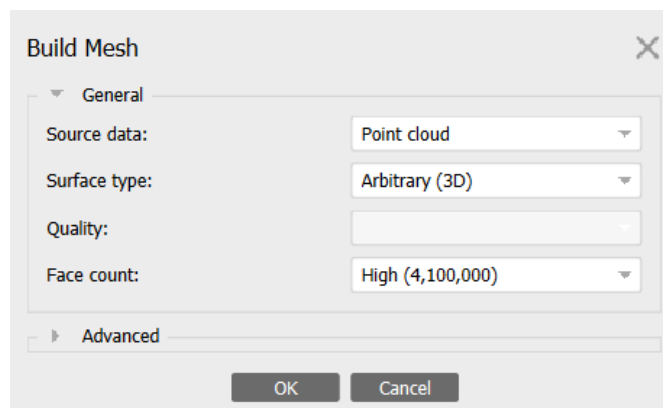 Build Mesh
General
Source data: Point cloud
Surface type: Arbitrary (3D)
Quality:
Face count: High (4,100,000)
Advanced
OK Cancel